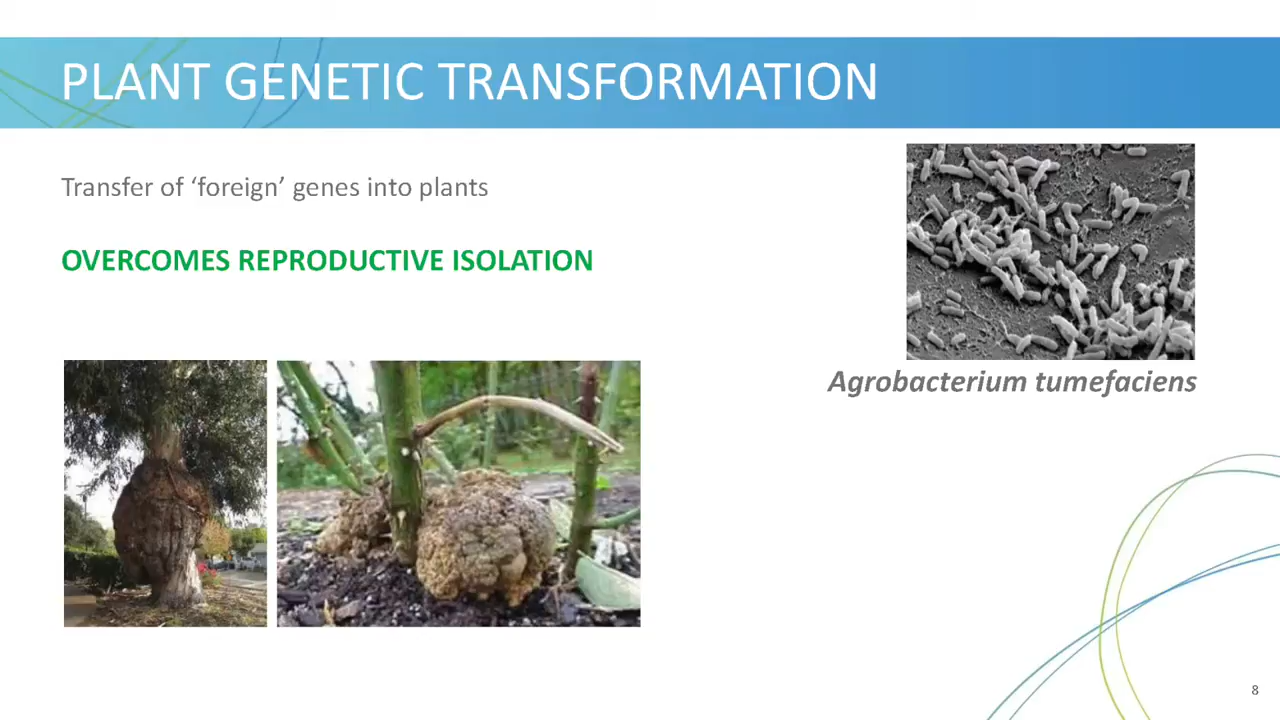 PLANT GENETIC TRANSFORMATION
Transfer of ‘foreign’ genes into plants
OVERCOMES REPRODUCTIVE ISOLATION
Agrobacterium tumefaciens
8